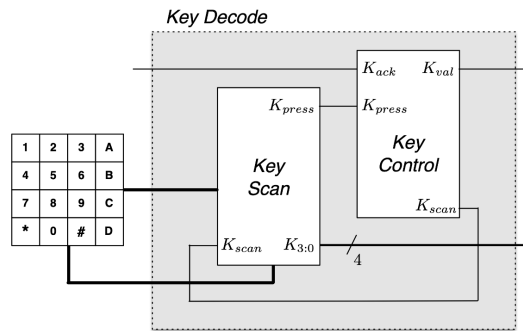 Key Decode
K_ack K_val
K_press K_press
Key
Control
Key
Scan
1 2 3 A
4 5 6 B
7 8 9 C
* 0 # D
K_scan
K_scan K_3:0
4